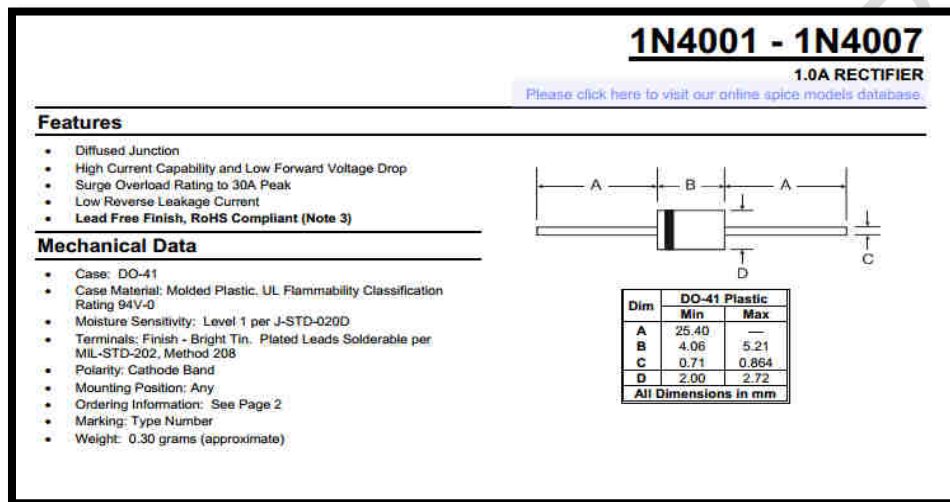 1N4001 - 1N4007
1.0A RECTIFIER
Please click here to visit our online spice models database.
Features
• Diffused Junction
• High Current Capability and Low Forward Voltage Drop
• Surge Overload Rating to 30A Peak
• Low Reverse Leakage Current
• Lead Free Finish, RoHS Compliant (Note 3)
Mechanical Data
• Case: DO-41
• Case Material: Molded Plastic. UL Flammability Classification
Rating 94V-0
• Moisture Sensitivity: Level 1 per J-STD-020D
• Terminals: Finish - Bright Tin. Plated Leads Solderable per
MIL-STD-202, Method 208
• Polarity: Cathode Band
• Mounting Position: Any
• Ordering Information: See Page 2
• Marking: Type Number
• Weight: 0.30 grams (approximate)
A B A
C
D
Dim DO-41 Plastic
Min Max
A 25.40 —
B 4.06 5.21
C 0.71 0.864
D 2.00 2.72
All Dimensions in mm